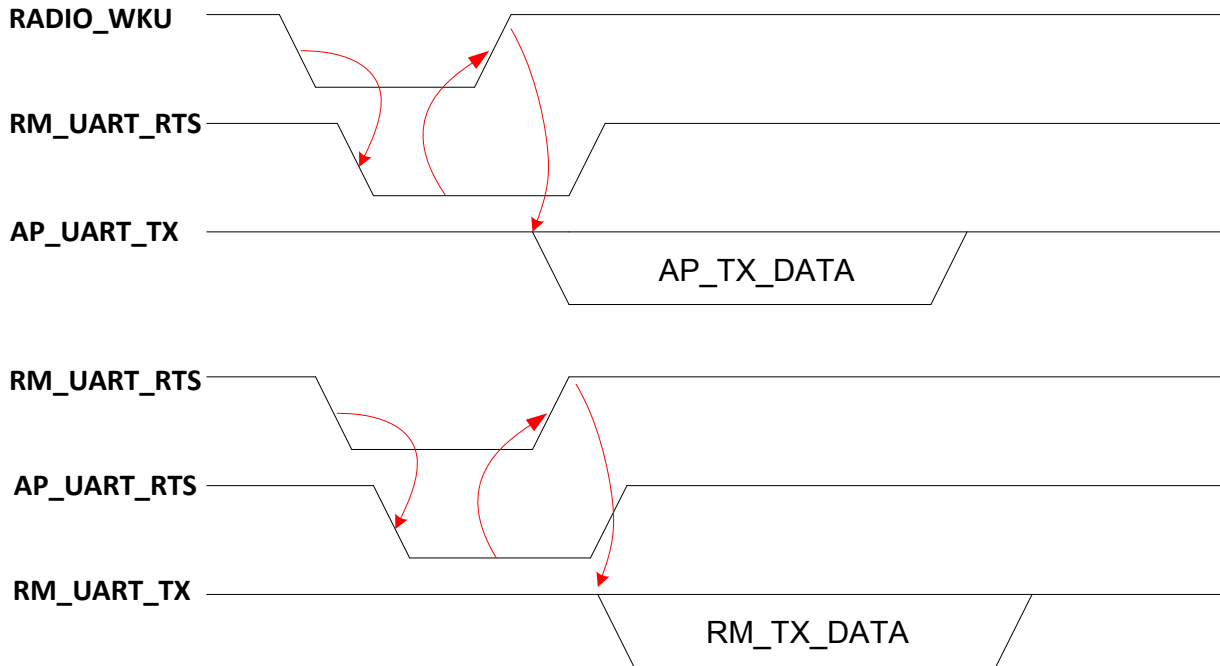 RADIO_WKU
RM_UART_RTS
AP_UART_TX
AP_TX_DATA
RM_UART_RTS
AP_UART_RTS
RM_UART_TX
RM_TX_DATA